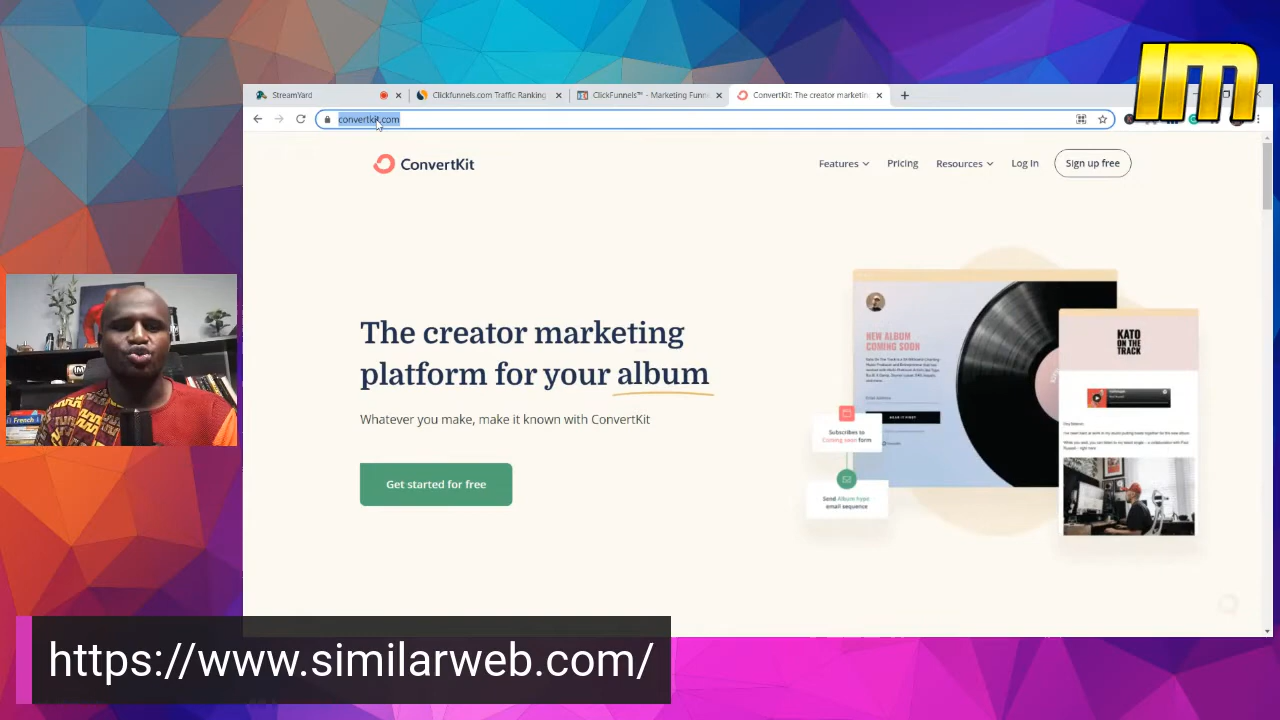 IM
StreamYard
Clickfunnels.com Traffic Ranking
ClickFunnels™ - Marketing Funn
ConvertKit: The creator marketin
convertkit.com
ConvertKit
Features
Pricing
Resources
Log In
Sign up free
The creator marketing
platform for your album
Whatever you make, make it known with ConvertKit
Get started for free
NEW ALBUM
COMING SOON
KATO
ON THE
TRACK
Subscribes to
Coming soon form
Send Album hype
email sequence
French
IM
https://www.similarweb.com/